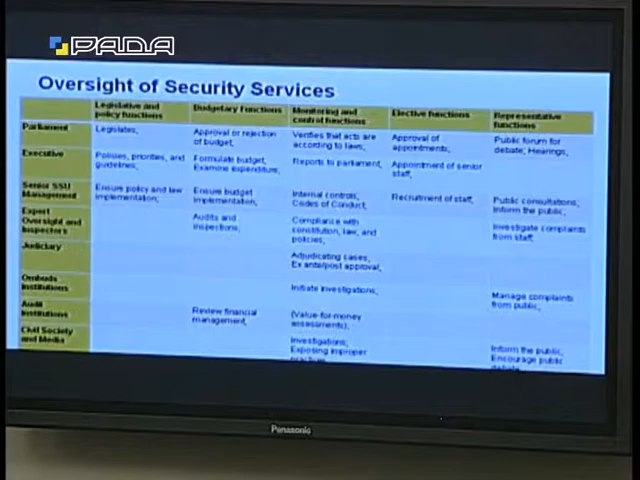 PADA
Oversight of Security Services
Legislative and policy functions
Budgetary Functions
Monitoring and control functions
Elective functions
Representative functions
Parliament
Legislates;
Approval or rejection of budget;
Verifies that acts are according to laws;
Approval of appointments;
Public forum for debate; Hearings;
Executive
Policies, priorities, and guidelines;
Formulate budget, Examine expenditure;
Reports to parliament;
Appointment of senior staff;
Senior SSU Management
Ensure policy and law implementation;
Ensure budget implementation;
Internal controls; Codes of Conduct;
Recruitment of staff;
Public consultations; Inform the public;
Expert Oversight and Inspectors
Audits and inspections;
Compliance with constitution, law, and policies;
Investigate complaints from staff;
Judiciary
Adjudicating cases; Ex ante/post approval;
Ombuds institutions
Initiate investigations;
Manage complaints from public;
Audit Institutions
Review financial management;
(Value-for-money assessments);
Civil Society and Media
Investigations; Exposing improper
Inform the public; Encourage public
Panasonic